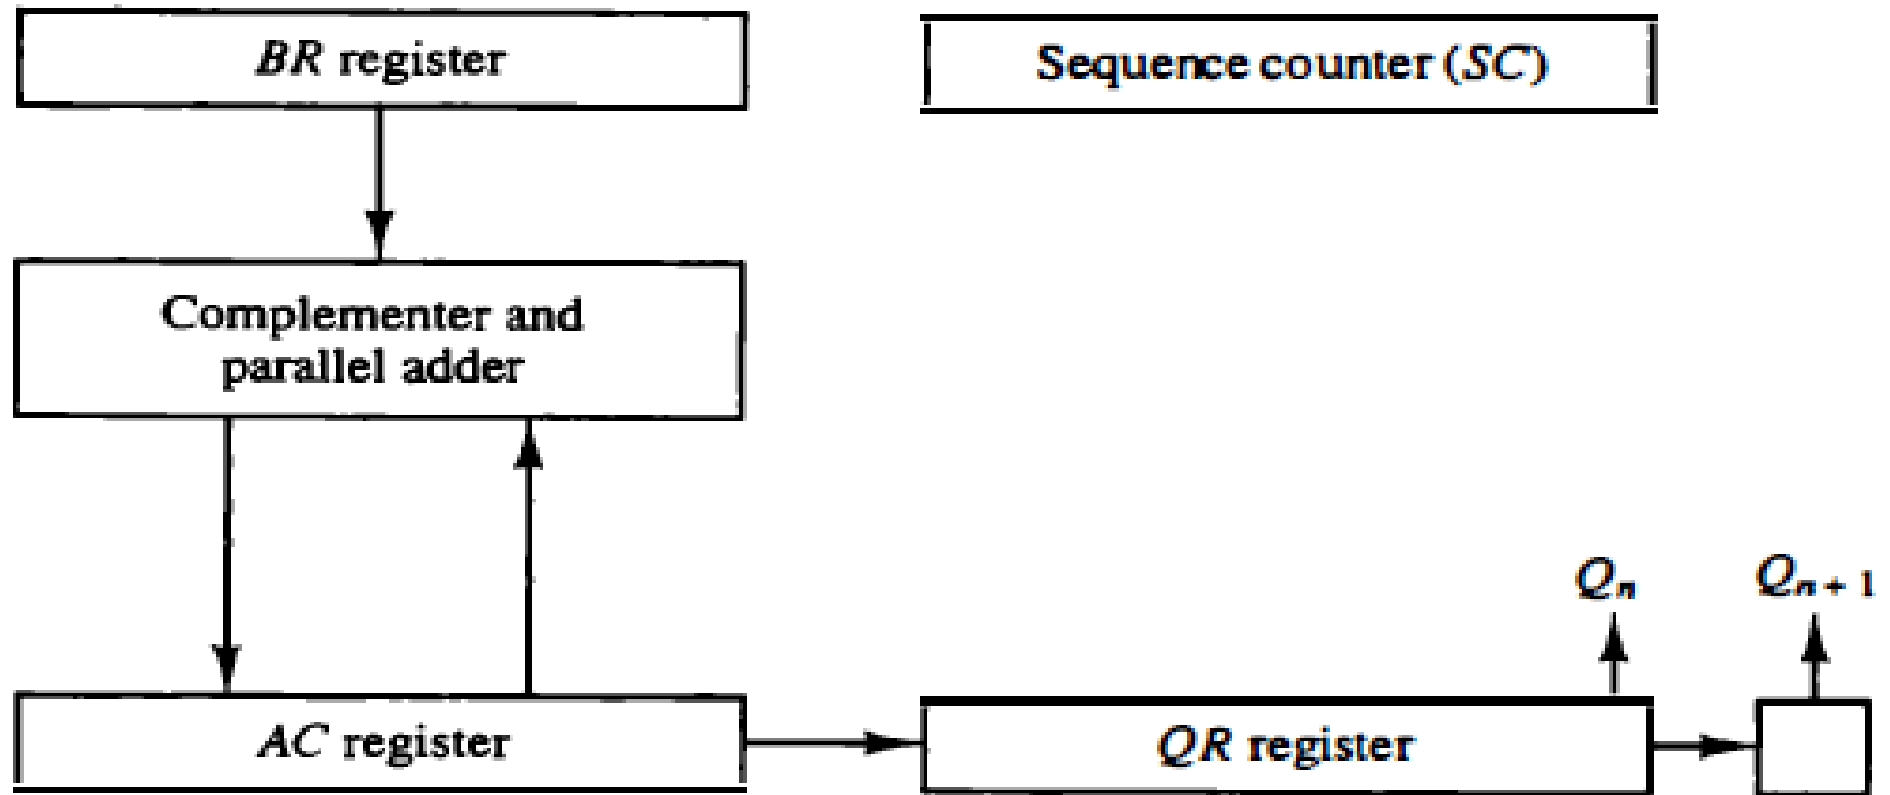 BR register
Sequence counter (SC)
Complementer and
parallel adder
Qn
Qn + 1
AC register
QR register